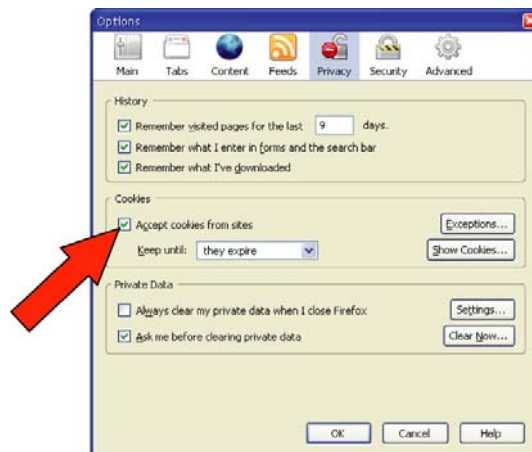 Options
Main Tabs Content Feeds Privacy Security Advanced
History
Remember visited pages for the last 9 days.
Remember what I enter in forms and the search bar
Remember what I've downloaded
Cookies
Accept cookies from sites Exceptions...
Keep until: they expire Show Cookies...
Private Data
Always clear my private data when I close Firefox Settings...
Ask me before clearing private data Clear Now...
OK Cancel Help